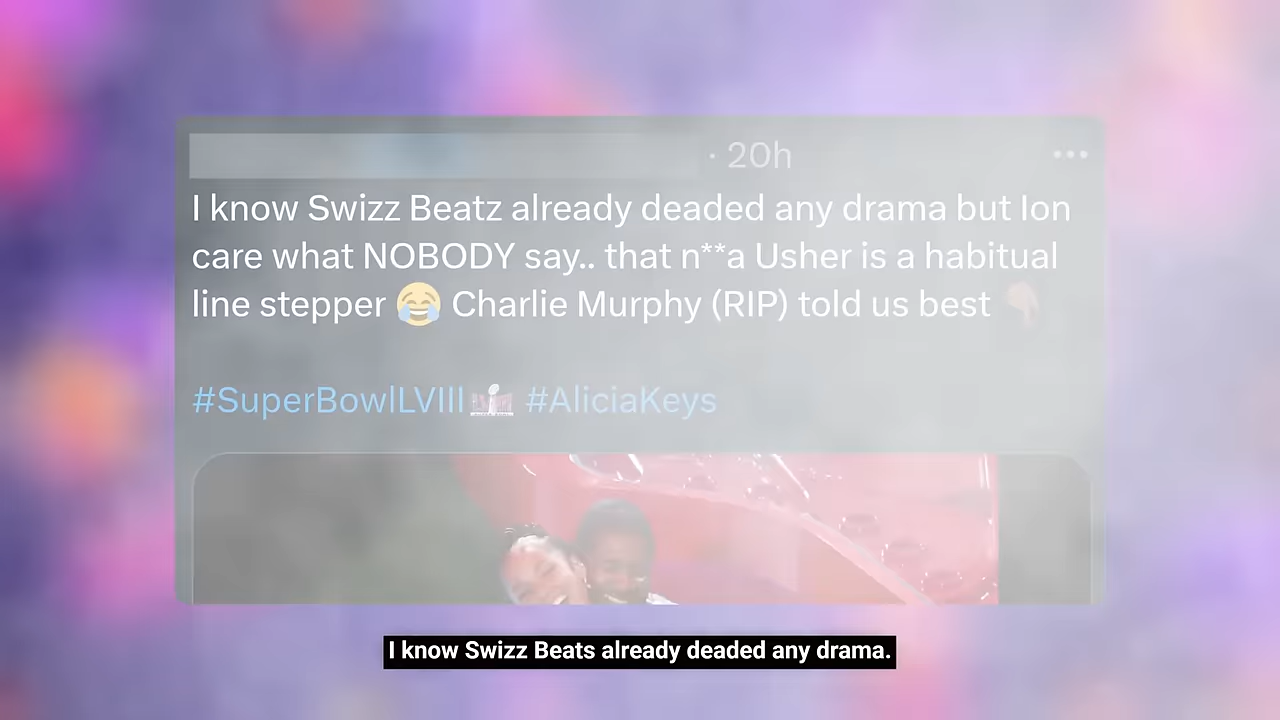 · 20h
I know Swizz Beatz already deaded any drama but Ion
care what NOBODY say.. that n**a Usher is a habitual
line stepper 😂 Charlie Murphy (RIP) told us best 👇
#SuperBowlLVIII #AliciaKeys
I know Swizz Beats already deaded any drama.